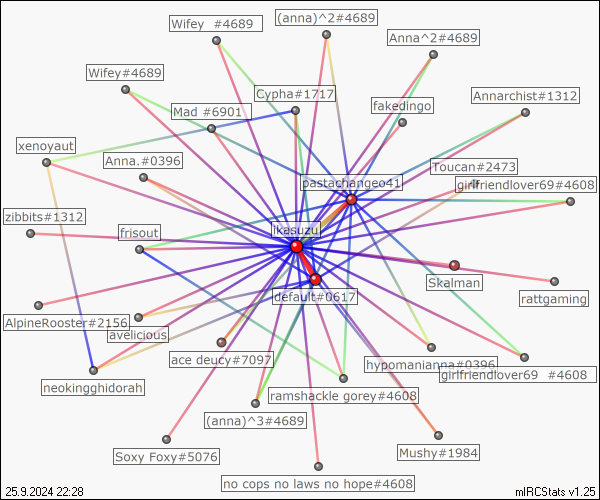 Wifey  #4689
(anna)^2#4689
Anna^2#4689
Wifey#4689
Cypha#1717
Annarchist#1312
Mad #6901
fakedingo
xenoyaut
Anna.#0396
Toucan#2473
pastachangeo41
girlfriendlover69#4608
zibbits#1312
frisout
ikasuzu
Skalman
default#0617
rattgaming
AlpineRooster#2156
avelicious
ace deucy#7097
hypomanianna#0396
girlfriendlover69  #4608
neokingghidorah
ramshackle gorey#4608
(anna)^3#4689
Soxy Foxy#5076
Mushy#1984
no cops no laws no hope#4608
25.9.2024 22:28
mIRCStats v1.25